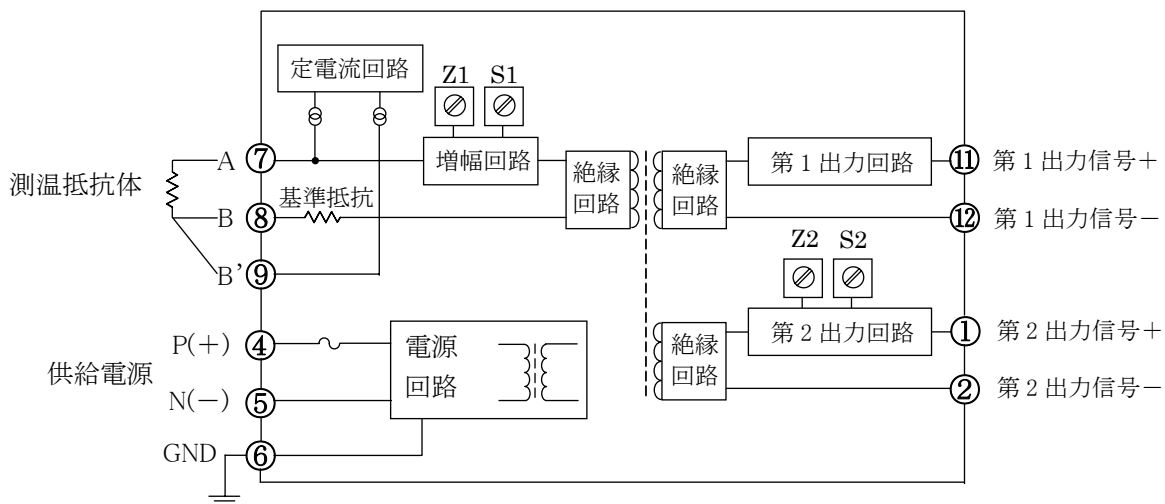 定電流回路
Z1 S1
測温抵抗体
A ⑦
B ⑧
B' ⑨
基準抵抗
増幅回路
絶縁
回路
絶縁
回路
第1出力回路
⑪ 第1出力信号+
⑫ 第1出力信号−
Z2 S2
供給電源
P(+) ④
N(−) ⑤
GND ⑥
電源
回路
絶縁
回路
第2出力回路
① 第2出力信号+
② 第2出力信号−